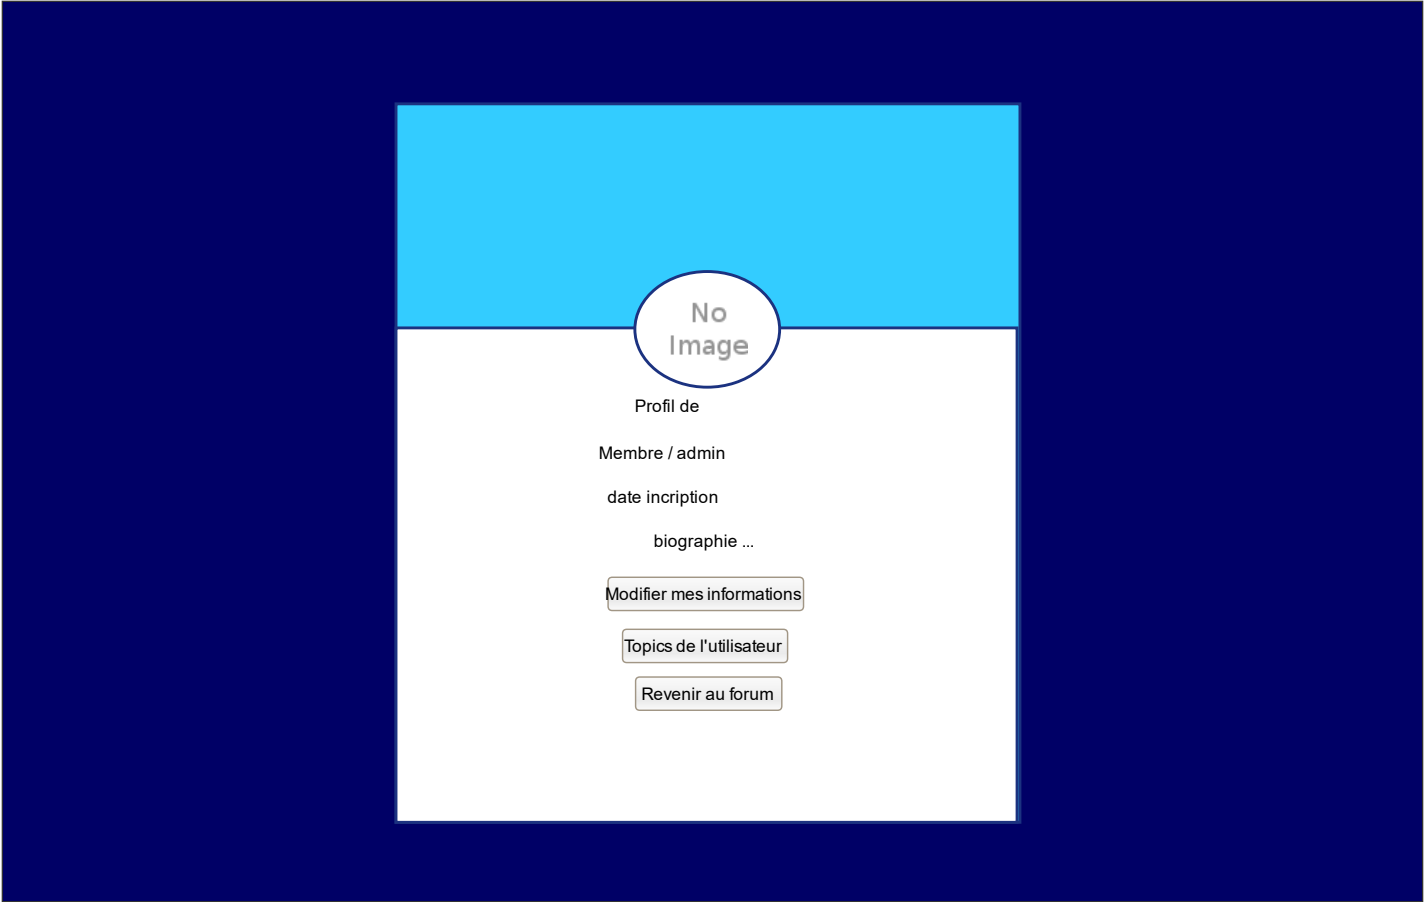 No
Image
Profil de
Membre / admin
date incription
biographie ...
Modifier mes informations
Topics de l'utilisateur
Revenir au forum